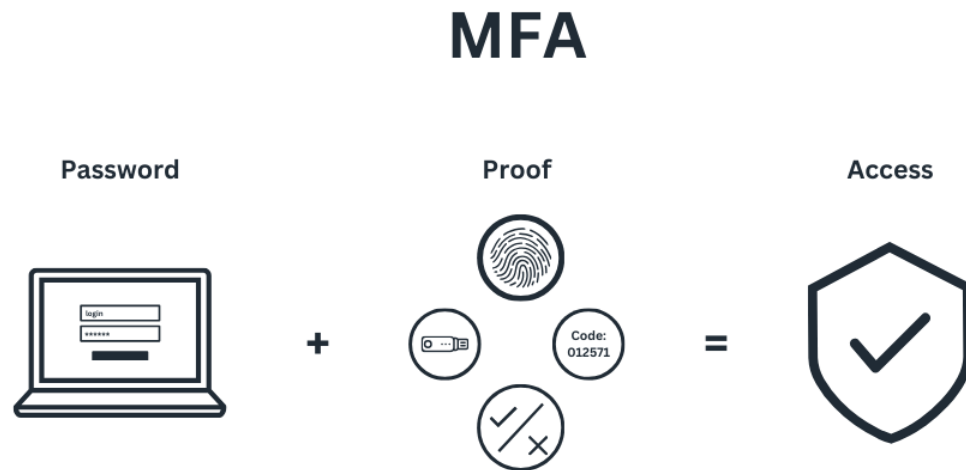 MFA
Password
Proof
Access
login
******
+
Code:
012571
=